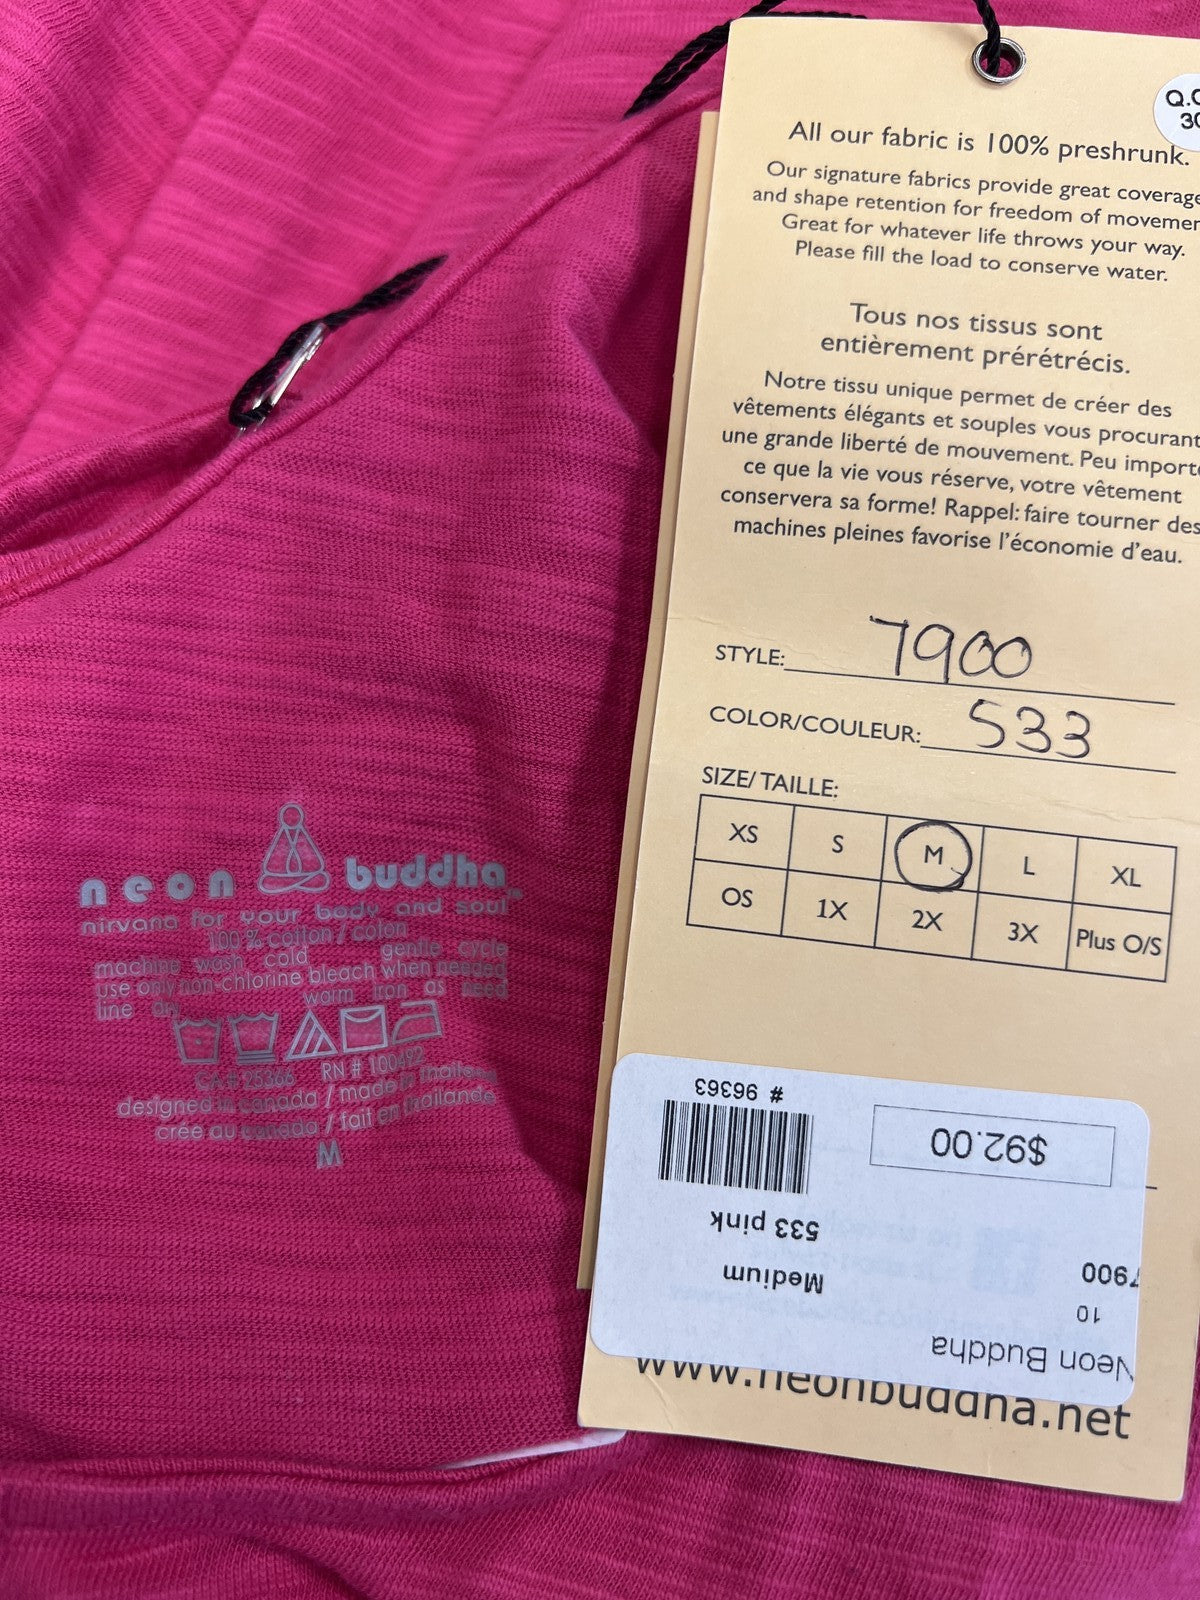 neon buddha
nirvana for your body and soul
100 % cotton / coton
machine wash cold gentle cycle
use only non-chlorine bleach when needed
line dry warm iron as need
CA# 25366 RN # 100492
designed in canada / made in thailand
crée au canada / fait en thailande
M
Q.C
30
All our fabric is 100% preshrunk.
Our signature fabrics provide great coverage
and shape retention for freedom of movemen
Great for whatever life throws your way.
Please fill the load to conserve water.
Tous nos tissus sont
entièrement prérétrécis.
Notre tissu unique permet de créer des
vêtements élégants et souples vous procurant
une grande liberté de mouvement. Peu importe
ce que la vie vous réserve, votre vêtement
conservera sa forme! Rappel: faire tourner des
machines pleines favorise l'économie d'eau.
STYLE: 7900
COLOR/COULEUR: 533
SIZE/ TAILLE:
XS S M L XL
OS 1X 2X 3X Plus O/S
Neon Buddha
10
7900 Medium
533 pink
$92.00
# 96363
www.neonbuddha.net